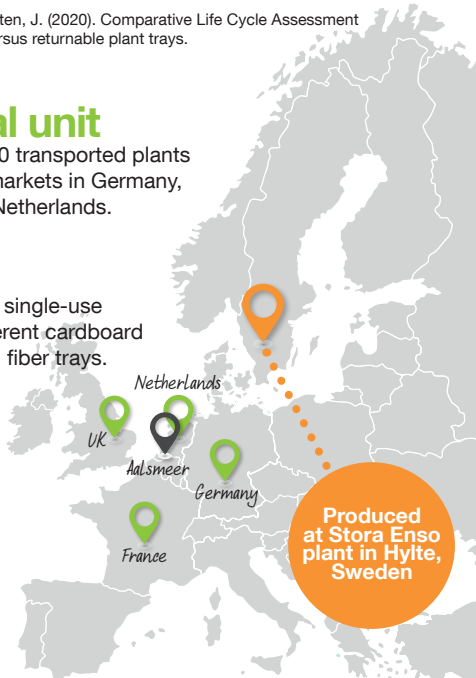 ten, J. (2020). Comparative Life Cycle Assessment
rsus returnable plant trays.
al unit
0 transported plants
markets in Germany,
Netherlands.
single-use
erent cardboard
fiber trays.
Netherlands
UK
Aalsmeer
Germany
France
Produced
at Stora Enso
plant in Hylte,
Sweden